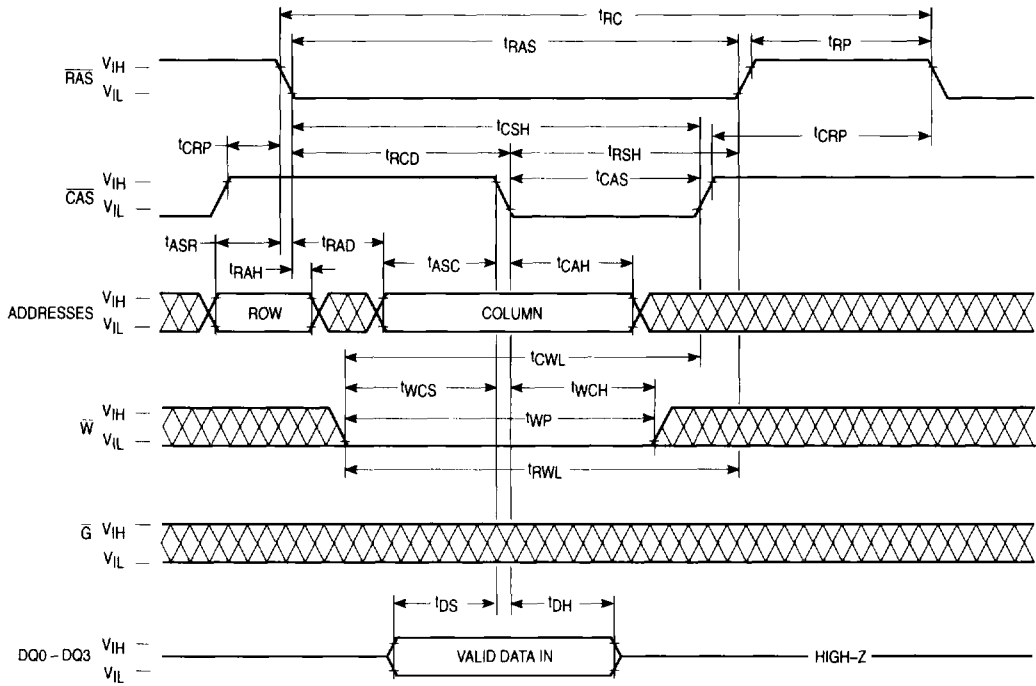 tRC
tRAS
tRP
RAS
VIH
VIL
tCSH
tCRP
tCRP
tRCD
tRSH
tCAS
CAS
VIH
VIL
tASR
tRAD
tRAH
tASC
tCAH
ADDRESSES
VIH
VIL
ROW
COLUMN
tCWL
tWCS
tWCH
W
VIH
VIL
tWP
tRWL
G
VIH
VIL
tDS
tDH
DQ0 – DQ3
VIH
VIL
VALID DATA IN
HIGH–Z